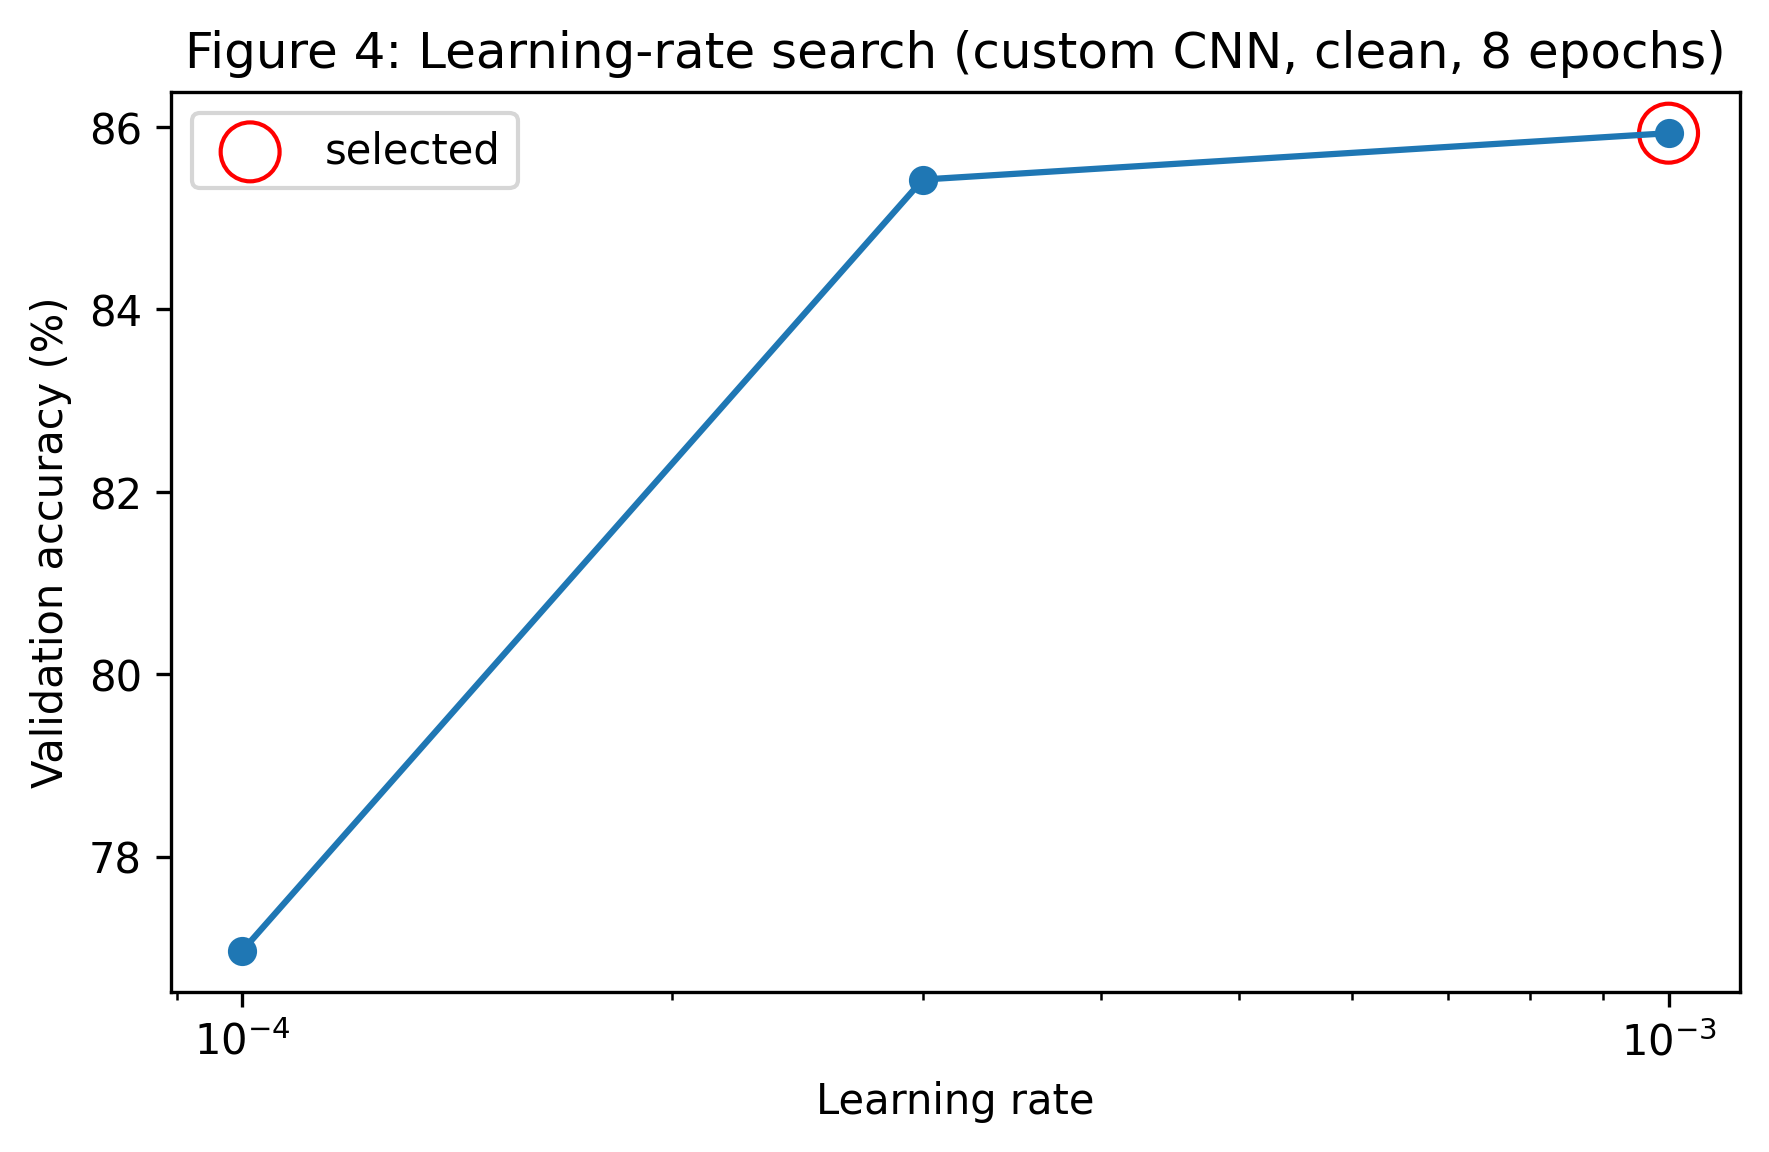 Figure 4: Learning-rate search (custom CNN, clean, 8 epochs)
selected
86
84
82
80
78
Validation accuracy (%)
10⁻⁴
10⁻³
Learning rate